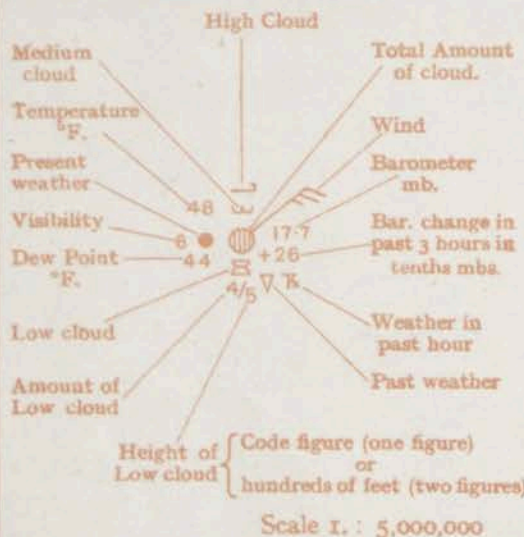 High Cloud
Medium
cloud
Total Amount
of cloud.
Temperature
°F.
Wind
Present
weather
Barometer
mb.
48
Visibility
6
17·7
Bar. change in
past 3 hours in
tenths mbs.
Dew Point
°F.
44
+26
4/5
Low cloud
Weather in
past hour
Amount of
Low cloud
Past weather
Height of
Low cloud
Code figure (one figure)
or
hundreds of feet (two figures)
Scale 1. : 5,000,000